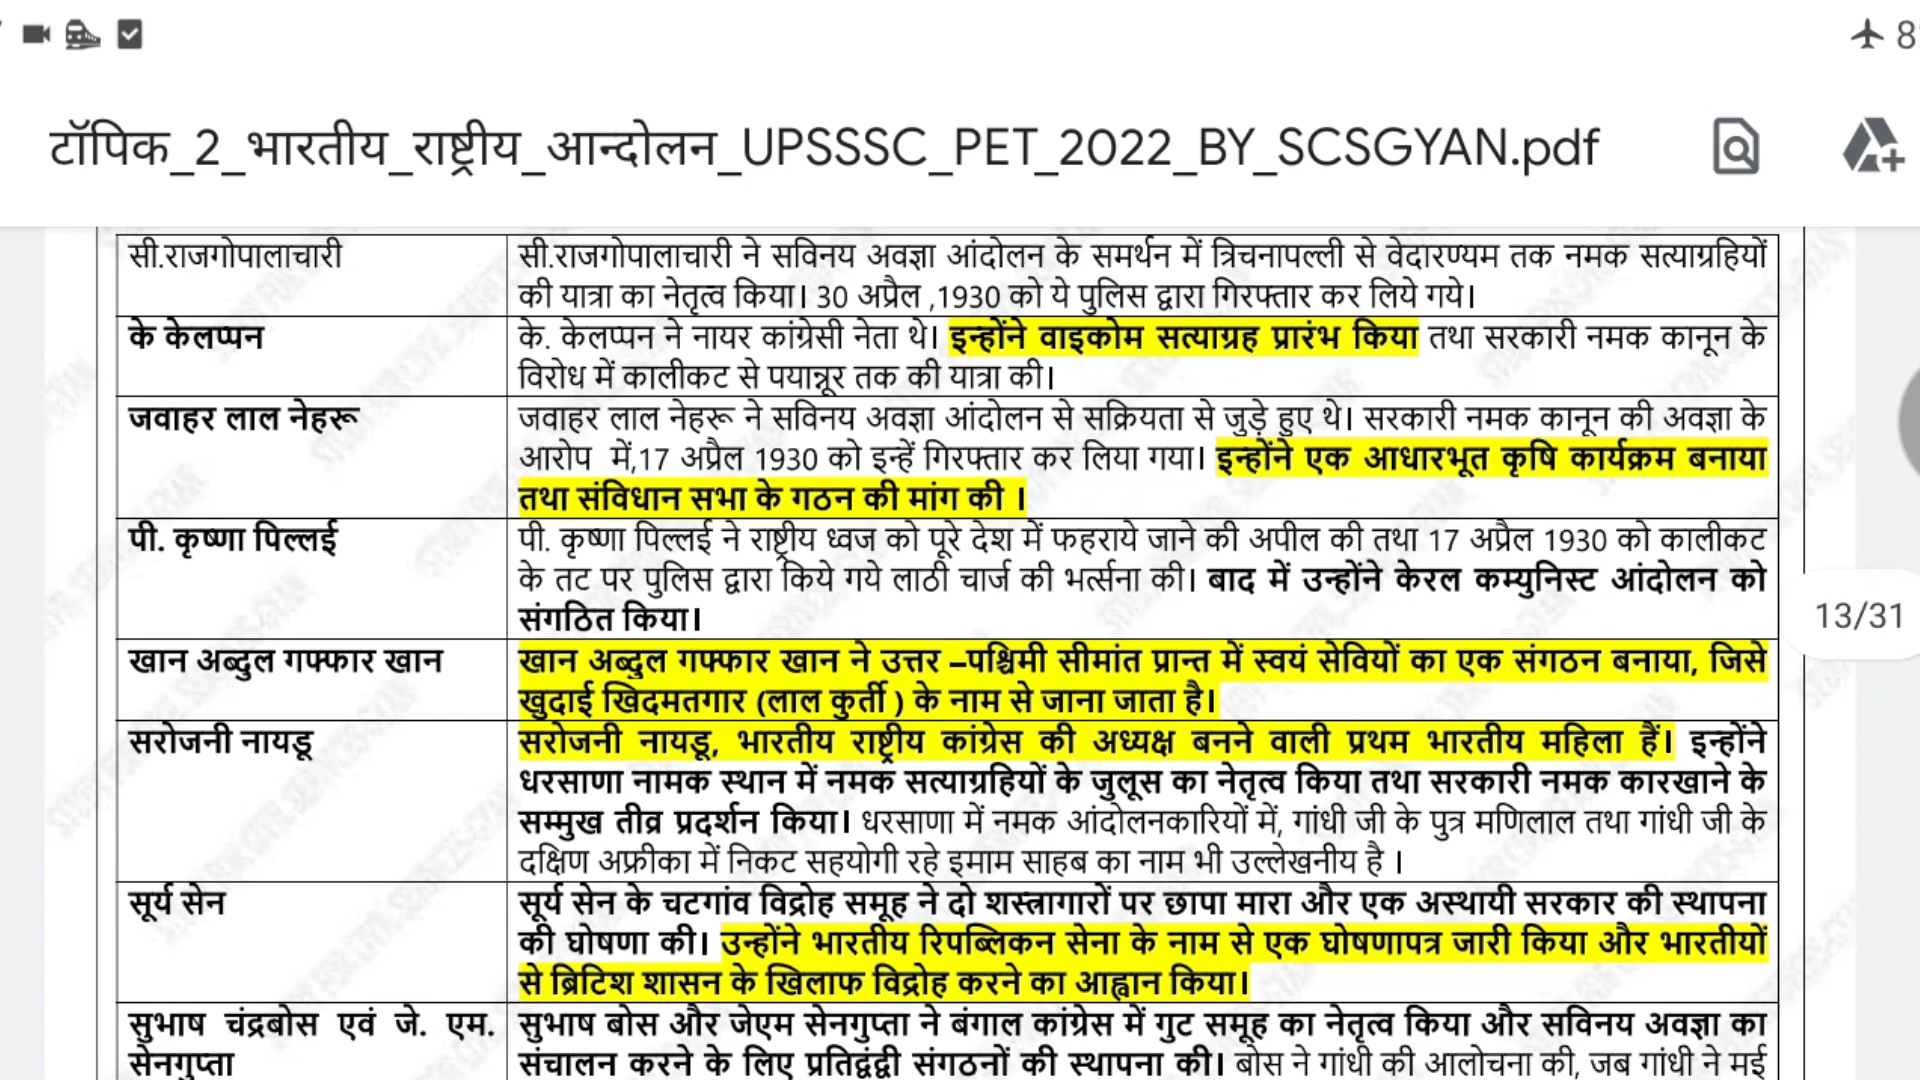 8
टॉपिक_2_भारतीय_राष्ट्रीय_आन्दोलन_UPSSSC_PET_2022_BY_SCSGYAN.pdf
सी.राजगोपालाचारी
सी.राजगोपालाचारी ने सविनय अवज्ञा आंदोलन के समर्थन में त्रिचनापल्ली से वेदारण्यम तक नमक सत्याग्रहियों
की यात्रा का नेतृत्व किया। 30 अप्रैल ,1930 को ये पुलिस द्वारा गिरफ्तार कर लिये गये।
के केलप्पन
के. केलप्पन ने नायर कांग्रेसी नेता थे। इन्होंने वाइकोम सत्याग्रह प्रारंभ किया तथा सरकारी नमक कानून के
विरोध में कालीकट से पयान्नूर तक की यात्रा की।
जवाहर लाल नेहरू
जवाहर लाल नेहरू ने सविनय अवज्ञा आंदोलन से सक्रियता से जुड़े हुए थे। सरकारी नमक कानून की अवज्ञा के
आरोप में,17 अप्रैल 1930 को इन्हें गिरफ्तार कर लिया गया। इन्होंने एक आधारभूत कृषि कार्यक्रम बनाया
तथा संविधान सभा के गठन की मांग की ।
पी. कृष्णा पिल्लई
पी. कृष्णा पिल्लई ने राष्ट्रीय ध्वज को पूरे देश में फहराये जाने की अपील की तथा 17 अप्रैल 1930 को कालीकट
के तट पर पुलिस द्वारा किये गये लाठी चार्ज की भर्त्सना की। बाद में उन्होंने केरल कम्युनिस्ट आंदोलन को
संगठित किया।
13/31
खान अब्दुल गफ्फार खान
खान अब्दुल गफ्फार खान ने उत्तर –पश्चिमी सीमांत प्रान्त में स्वयं सेवियों का एक संगठन बनाया, जिसे
खुदाई खिदमतगार (लाल कुर्ती ) के नाम से जाना जाता है।
सरोजनी नायडू
सरोजनी नायडू, भारतीय राष्ट्रीय कांग्रेस की अध्यक्ष बनने वाली प्रथम भारतीय महिला हैं। इन्होंने
धरसाणा नामक स्थान में नमक सत्याग्रहियों के जुलूस का नेतृत्व किया तथा सरकारी नमक कारखाने के
सम्मुख तीव्र प्रदर्शन किया। धरसाणा में नमक आंदोलनकारियों में, गांधी जी के पुत्र मणिलाल तथा गांधी जी के
दक्षिण अफ्रीका में निकट सहयोगी रहे इमाम साहब का नाम भी उल्लेखनीय है ।
सूर्य सेन
सूर्य सेन के चटगांव विद्रोह समूह ने दो शस्त्रागारों पर छापा मारा और एक अस्थायी सरकार की स्थापना
की घोषणा की। उन्होंने भारतीय रिपब्लिकन सेना के नाम से एक घोषणापत्र जारी किया और भारतीयों
से ब्रिटिश शासन के खिलाफ विद्रोह करने का आह्वान किया।
सुभाष चंद्रबोस एवं जे. एम.
सेनगुप्ता
सुभाष बोस और जेएम सेनगुप्ता ने बंगाल कांग्रेस में गुट समूह का नेतृत्व किया और सविनय अवज्ञा का
संचालन करने के लिए प्रतिद्वंद्वी संगठनों की स्थापना की। बोस ने गांधी की आलोचना की, जब गांधी ने मई